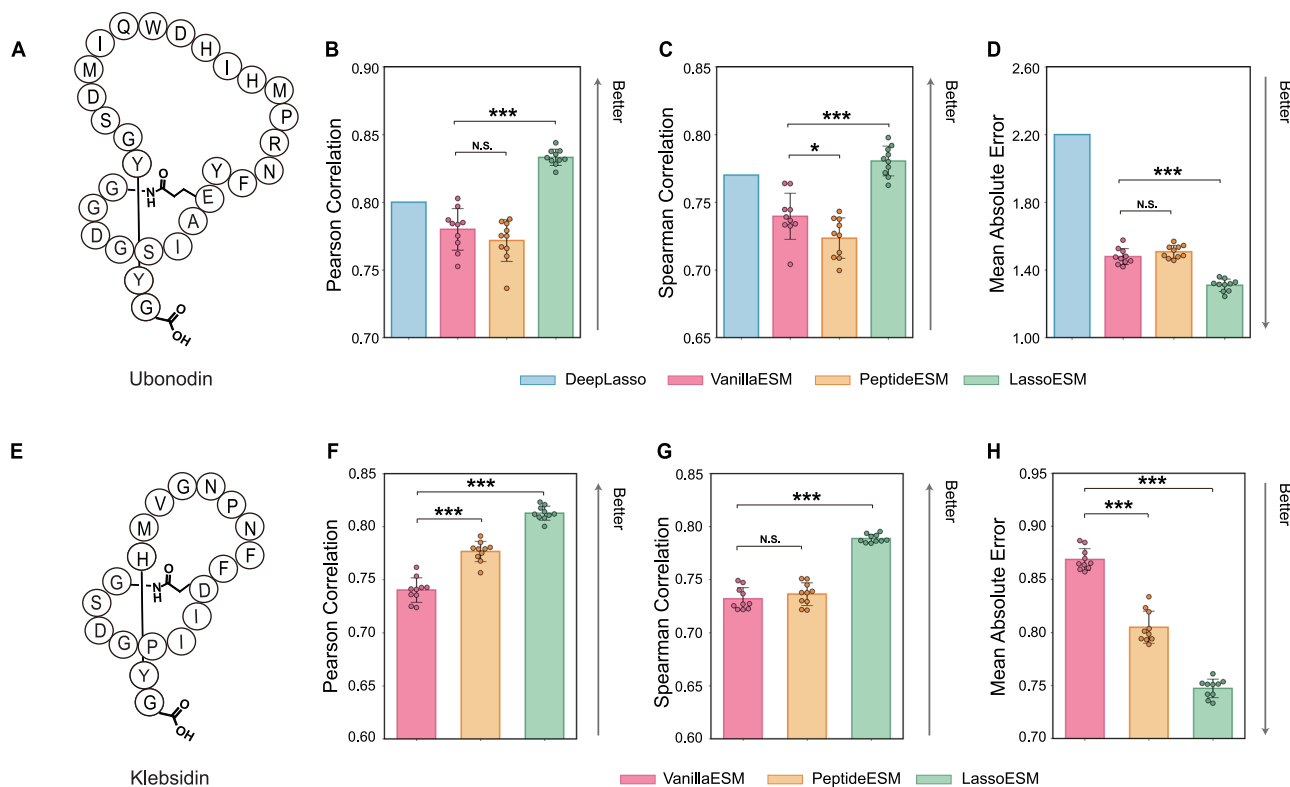 A
G
G
D
G
S
I
A
E
Y
F
N
R
P
M
H
I
H
D
W
Q
I
M
D
S
G
Y
Y
G
N
H
O
O
OH
Ubonodin
B
Pearson Correlation
0.90
0.85
0.80
0.75
0.70
***
N.S.
Better
C
Spearman Correlation
0.85
0.80
0.75
0.70
0.65
***
*
Better
D
Mean Absolute Error
2.60
2.20
1.80
1.40
1.00
***
N.S.
Better
DeepLasso VanillaESM PeptideESM LassoESM
E
G
S
D
G
P
I
I
D
F
F
N
P
N
G
V
M
H
Y
G
N
H
O
O
OH
Klebsidin
F
Pearson Correlation
0.85
0.80
0.75
0.70
0.65
0.60
***
***
Better
G
Spearman Correlation
0.85
0.80
0.75
0.70
0.65
0.60
***
N.S.
Better
H
Mean Absolute Error
0.95
0.90
0.85
0.80
0.75
0.70
***
***
Better
VanillaESM PeptideESM LassoESM